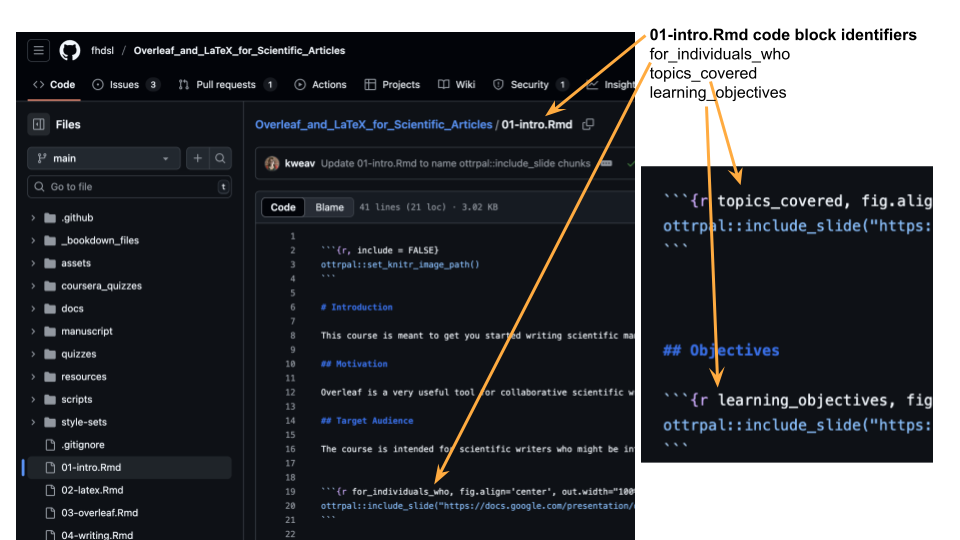 01-intro.Rmd code block identifiers
for_individuals_who
topics_covered
learning_objectives
fhdsl / Overleaf_and_LaTeX_for_Scientific_Articles
Code Issues 3 Pull requests 1 Actions Projects Wiki Security 1 Insight
Files
main
Go to file t
.github
_bookdown_files
assets
coursera_quizzes
docs
manuscript
quizzes
resources
scripts
style-sets
.gitignore
01-intro.Rmd
02-latex.Rmd
03-overleaf.Rmd
04-writing.Rmd
Overleaf_and_LaTeX_for_Scientific_Articles / 01-intro.Rmd
kweav Update 01-intro.Rmd to name ottrpal::include_slide chunks
Code Blame 41 lines (21 loc) · 3.02 KB
1
2 ```{r, include = FALSE}
3 ottrpal::set_knitr_image_path()
4 ```
5
6 # Introduction
7
8 This course is meant to get you started writing scientific ma
9
10 ## Motivation
11
12 Overleaf is a very useful tool for collaborative scientific w
13
14 ## Target Audience
15
16 The course is intended for scientific writers who might be in
17
18
19 ```{r for_individuals_who, fig.align='center', out.width="100%
20 ottrpal::include_slide("https://docs.google.com/presentation/
21 ```
22
```{r topics_covered, fig.alig
ottrpal::include_slide("https:
```
## Objectives
```{r learning_objectives, fig
ottrpal::include_slide("https:
```